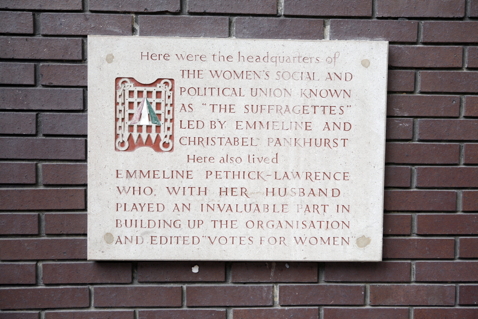 Here were the headquarters of
THE WOMEN'S SOCIAL AND
POLITICAL UNION KNOWN
AS "THE SUFFRAGETTES"
LED BY EMMELINE AND
CHRISTABEL PANKHURST
Here also lived
EMMELINE PETHICK-LAWRENCE
WHO, WITH HER HUSBAND
PLAYED AN INVALUABLE PART IN
BUILDING UP THE ORGANISATION
AND EDITED "VOTES FOR WOMEN"